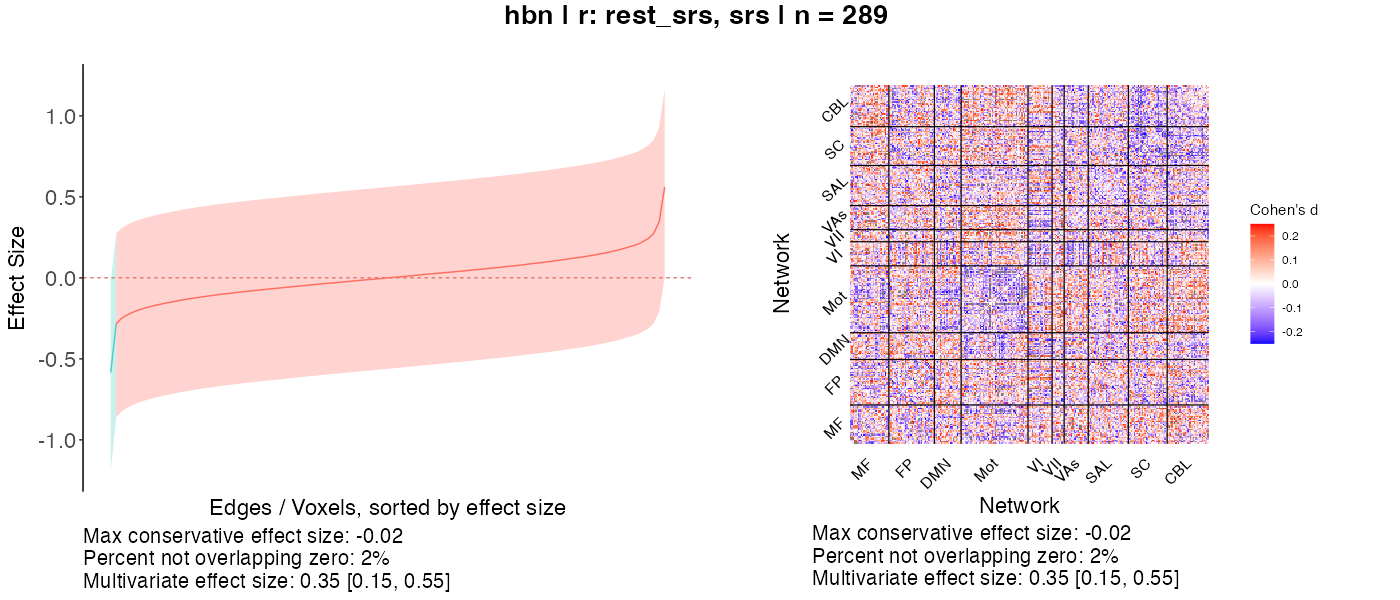 hbn | r: rest_srs, srs | n = 289
Effect Size
1.0
0.5
0.0
-0.5
-1.0
Edges / Voxels, sorted by effect size
Max conservative effect size: -0.02
Percent not overlapping zero: 2%
Multivariate effect size: 0.35 [0.15, 0.55]
Network
CBL
SC
SAL
VAs
VII
VI
Mot
DMN
FP
MF
MF
FP
DMN
Mot
VI
VII
VAs
SAL
SC
CBL
Network
Cohen's d
0.2
0.1
0.0
-0.1
-0.2
Max conservative effect size: -0.02
Percent not overlapping zero: 2%
Multivariate effect size: 0.35 [0.15, 0.55]